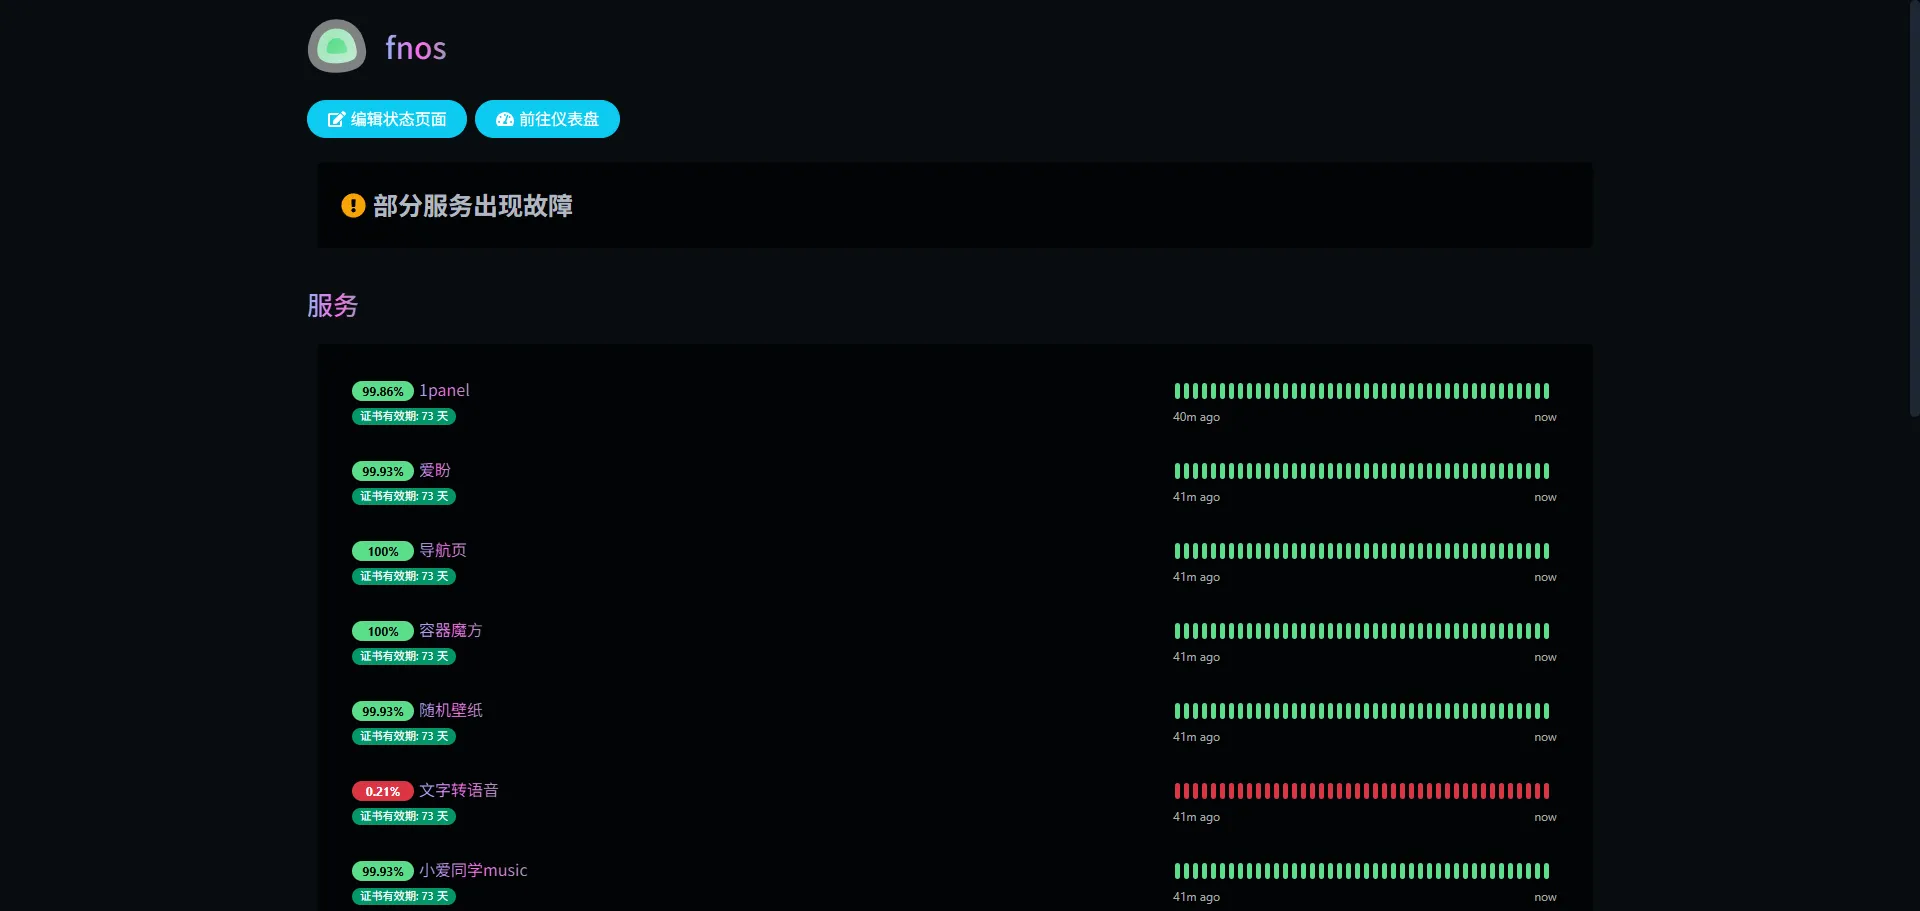 fnos
编辑状态页面 前往仪表盘
部分服务出现故障
服务
99.86% 1panel
证书有效期: 73 天
40m ago now
99.93% 爱盼
证书有效期: 73 天
41m ago now
100% 导航页
证书有效期: 73 天
41m ago now
100% 容器魔方
证书有效期: 73 天
41m ago now
99.93% 随机壁纸
证书有效期: 73 天
41m ago now
0.21% 文字转语音
证书有效期: 73 天
41m ago now
99.93% 小爱同学music
证书有效期: 73 天
41m ago now